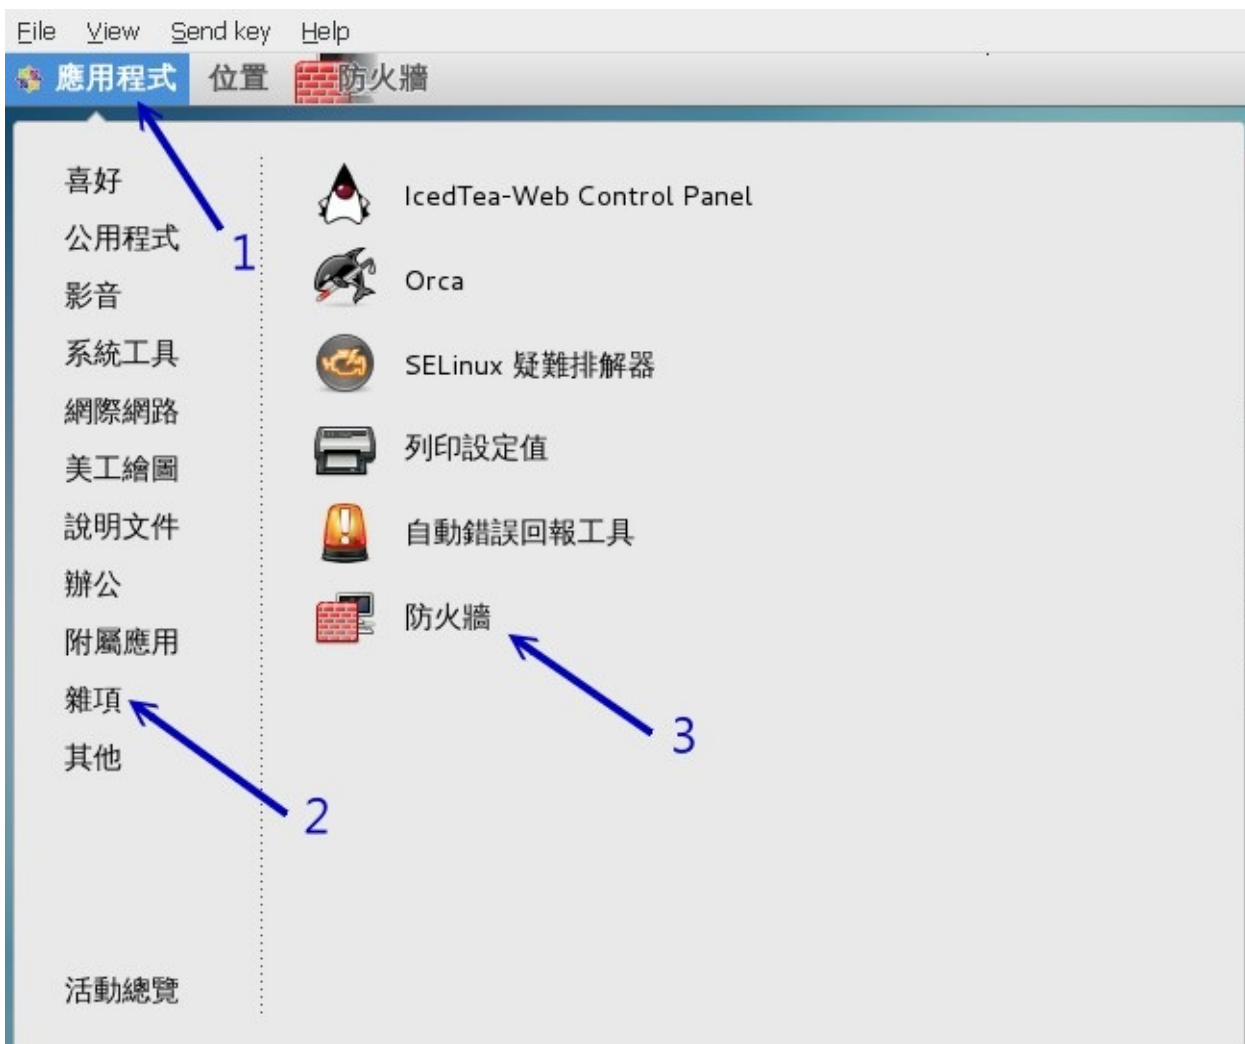 File View Send key Help
應用程式 位置 防火牆
喜好
公用程式
影音
系統工具
網際網路
美工繪圖
說明文件
辦公
附屬應用
雜項
其他
活動總覽
IcedTea-Web Control Panel
Orca
SELinux 疑難排解器
列印設定值
自動錯誤回報工具
防火牆
1
2
3